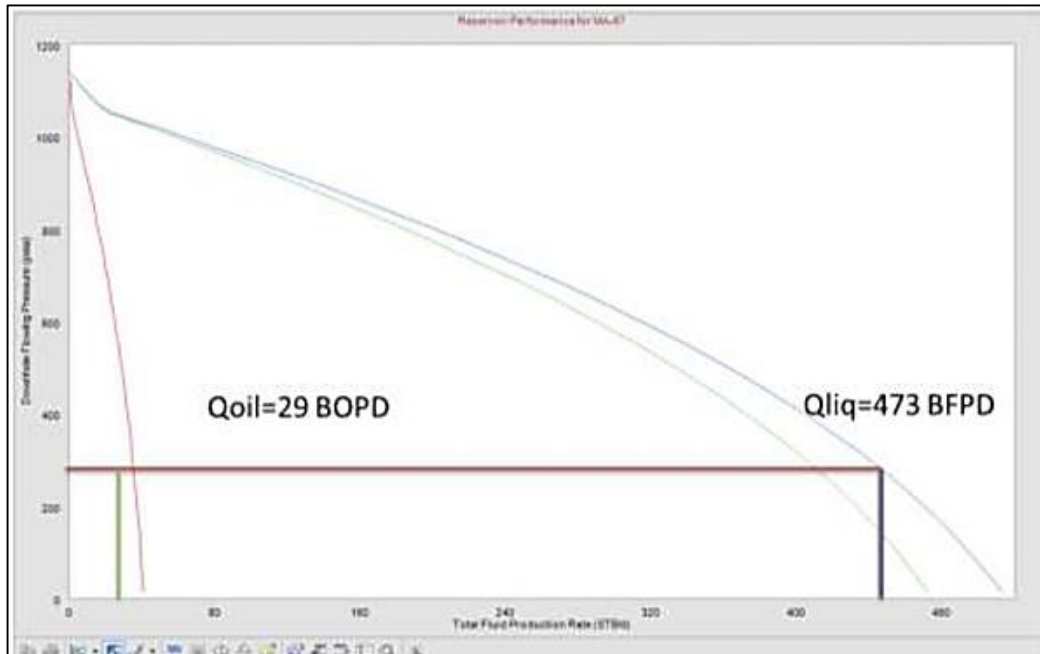 Reservoir Performance for MA-57
1200
1000
800
600
400
200
0
Downhole Flowing Pressure (psia)
Qoil=29 BOPD
Qliq=473 BFPD
0
80
160
240
320
400
480
Total Fluid Production Rate (STB/d)